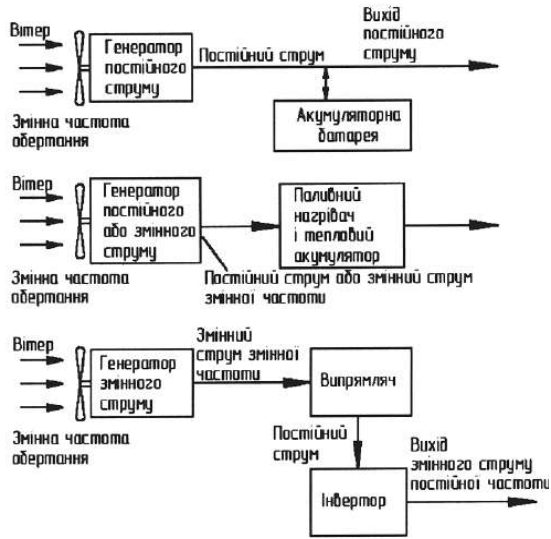 Вітер
Генератор
постійного
струму
Постійний струм
Вихід
постійного
струму
Змінна частота
обертання
Акумуляторна
батарея
Вітер
Генератор
постійного
або змінного
струму
Паливний
нагрівач
і тепловий
акумулятор
Змінна частота
обертання
Постійний струм або змінний струм
змінної частоти
Вітер
Генератор
змінного
струму
Змінний
струм змінної
частоти
Випрямляч
Змінна частота
обертання
Постійний
струм
Інвертор
Вихід
змінного струму
постійної частоти